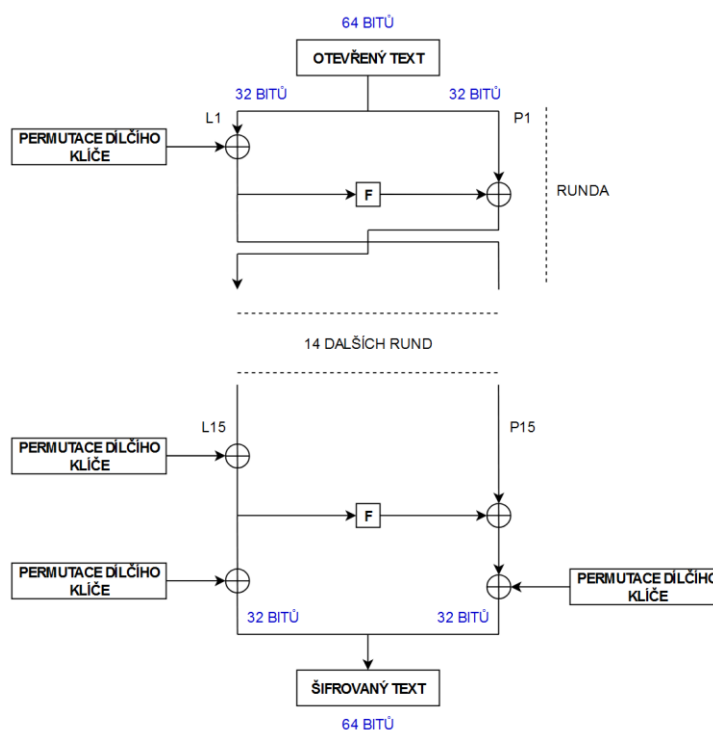 64 BITŮ
OTEVŘENÝ TEXT
32 BITŮ
32 BITŮ
L1
P1
PERMUTACE DÍLČÍHO
KLÍČE
F
RUNDA
14 DALŠÍCH RUND
L15
P15
PERMUTACE DÍLČÍHO
KLÍČE
F
PERMUTACE DÍLČÍHO
KLÍČE
PERMUTACE DÍLČÍHO
KLÍČE
32 BITŮ
32 BITŮ
ŠIFROVANÝ TEXT
64 BITŮ